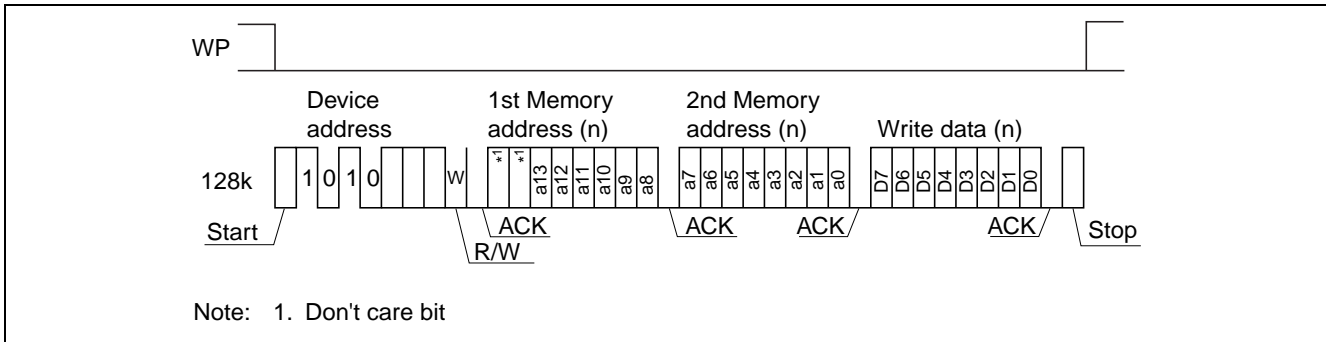 WP
Device address
1st Memory address (n)
2nd Memory address (n)
Write data (n)
128k
1 0 1 0 W *1 *1 a13 a12 a11 a10 a9 a8 a7 a6 a5 a4 a3 a2 a1 a0 D7 D6 D5 D4 D3 D2 D1 D0
Start ACK ACK ACK ACK Stop
R/W
Note: 1. Don't care bit